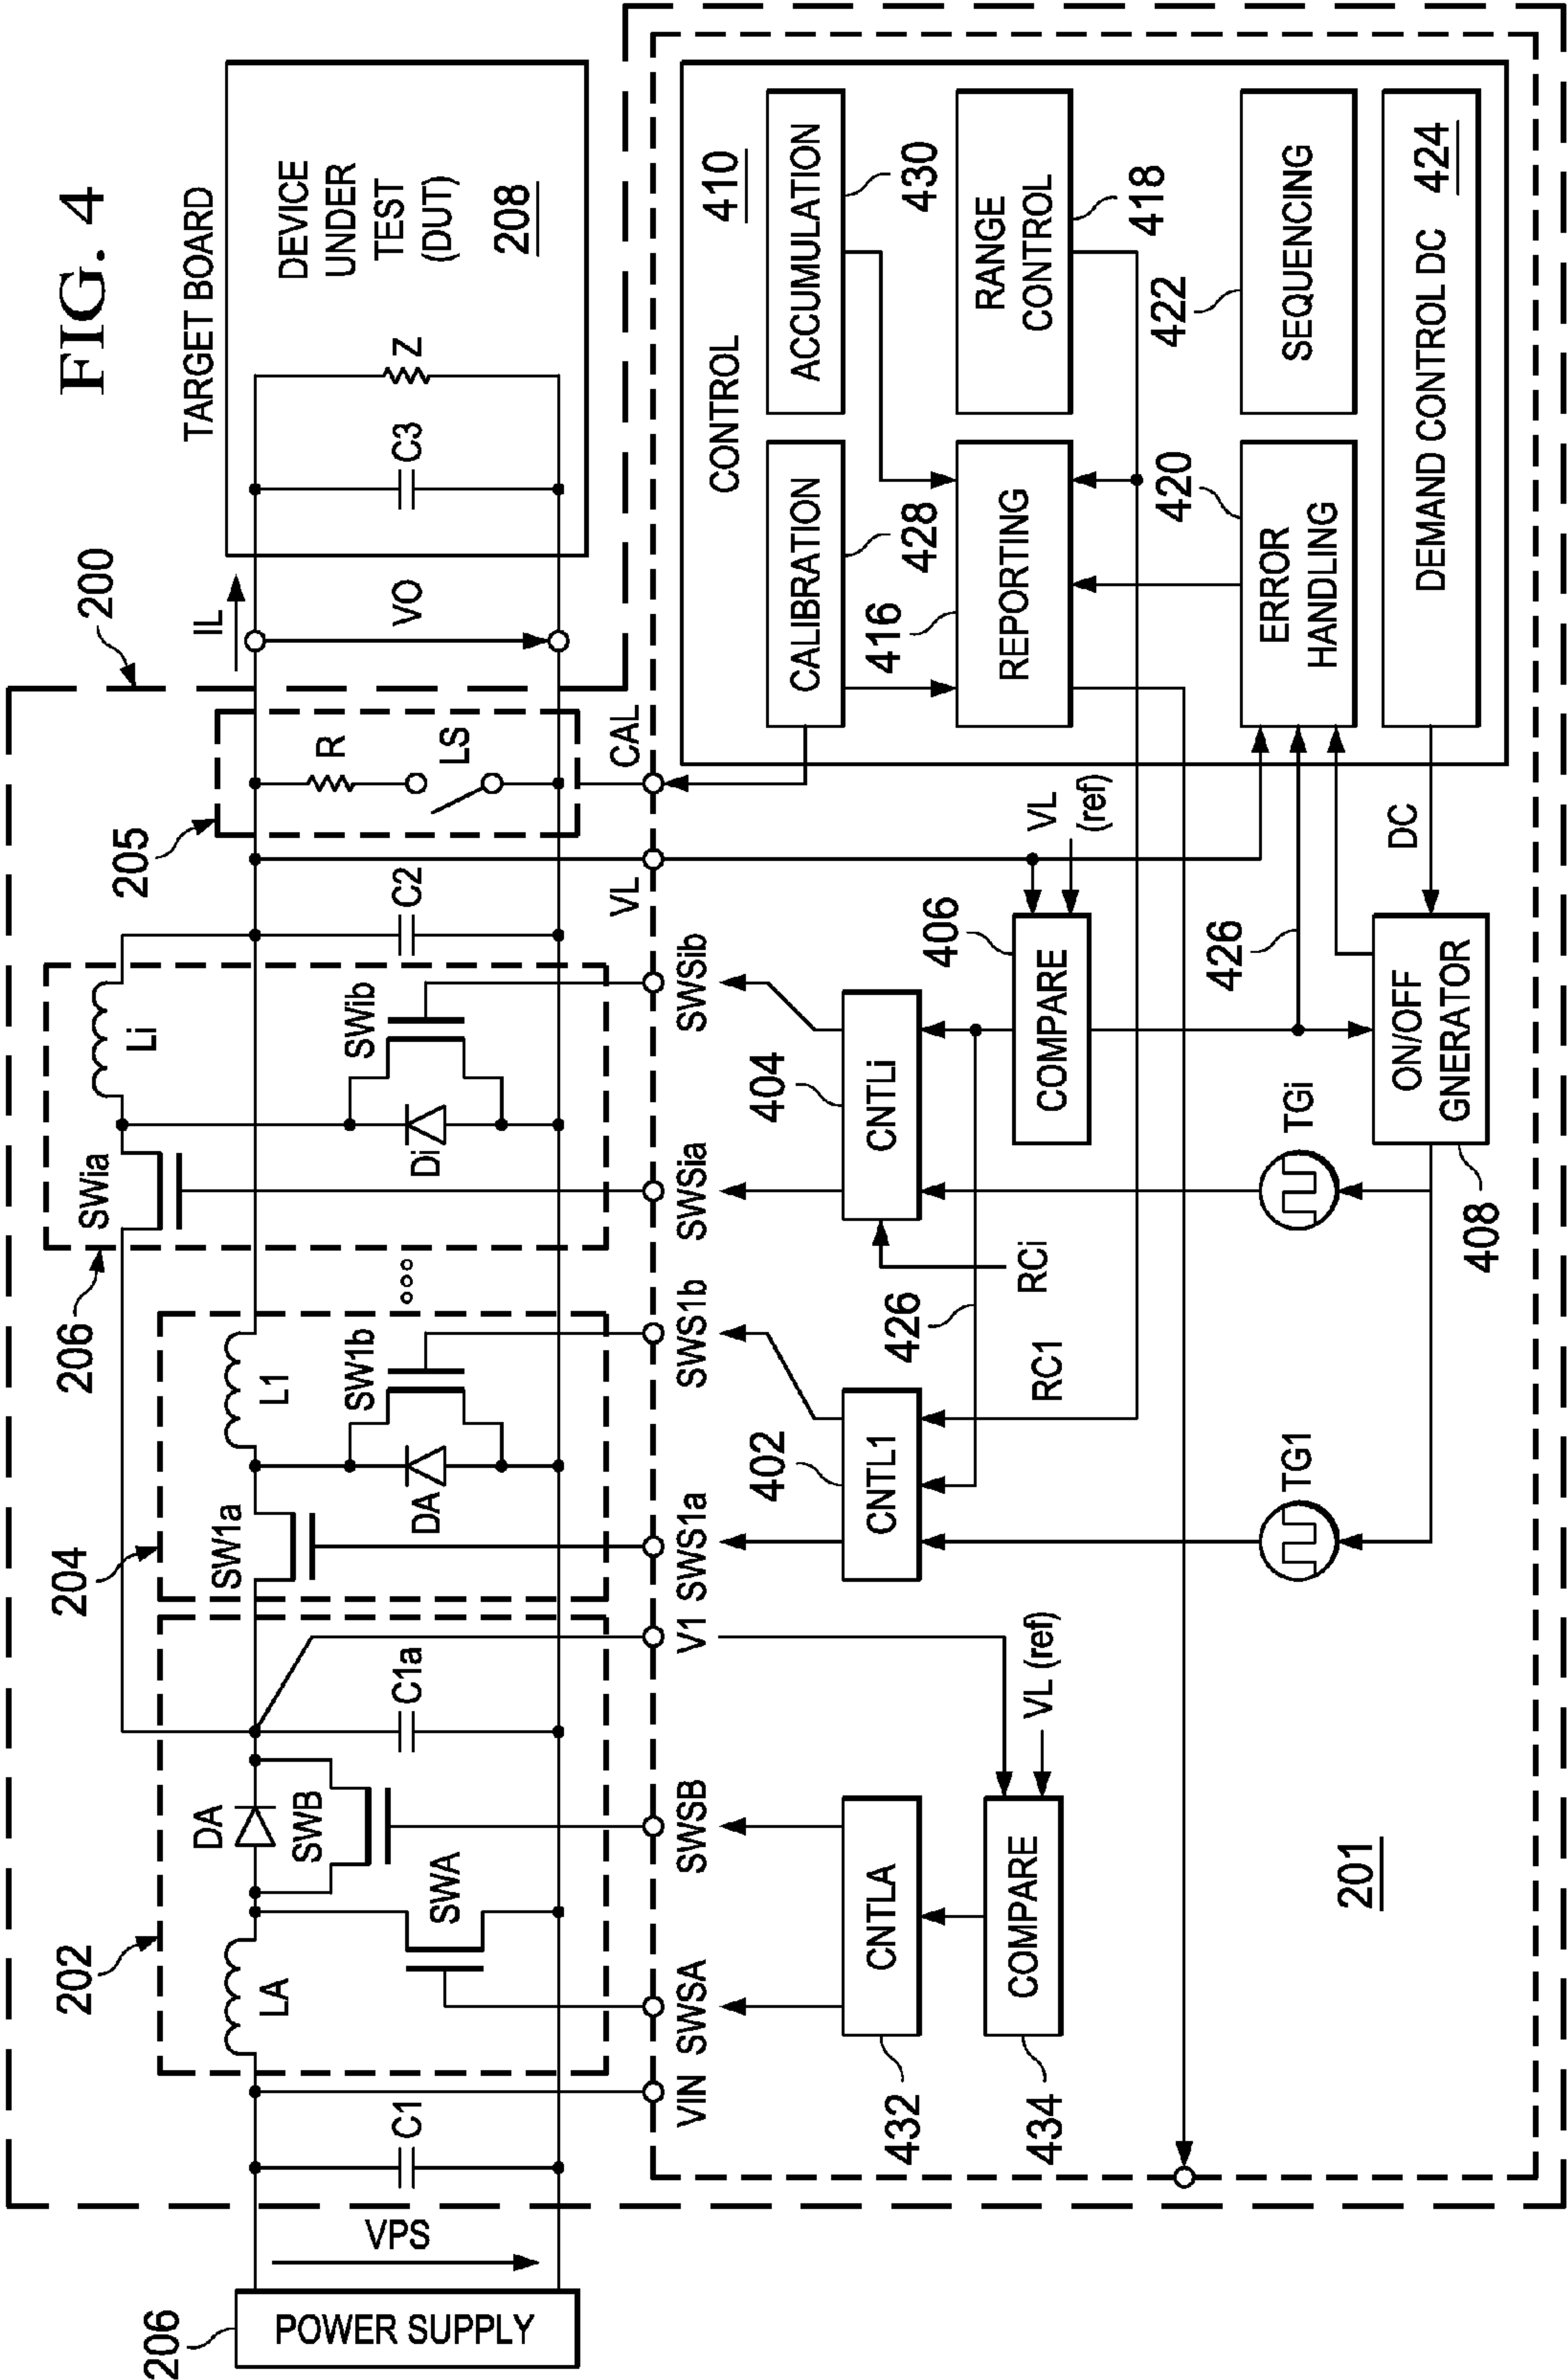 FIG. 4
206
POWER SUPPLY
VPS
C1
202
LA
SWA
DA
SWB
C1a
204
SW1a
L1
DA
SW1b
206
SWia
Li
Di
SWib
C2
205
R
LS
200
IL
VO
TARGET BOARD
C3
Z
DEVICE
UNDER
TEST
(DUT)
208
VIN
SWSA
SWSB
V1
SWS1a
SWS1b
SWSia
SWSib
VL
CAL
432
CNTLA
434
COMPARE
VL (ref)
402
CNTL1
RC1
426
404
CNTLi
RCi
406
COMPARE
VL
(ref)
TG1
TGi
426
ON/OFF
GNERATOR
408
DC
201
CONTROL
410
CALIBRATION
428
ACCUMULATION
430
416
REPORTING
RANGE
CONTROL
418
420
ERROR
HANDLING
422
SEQUENCING
DEMAND CONTROL DC
424